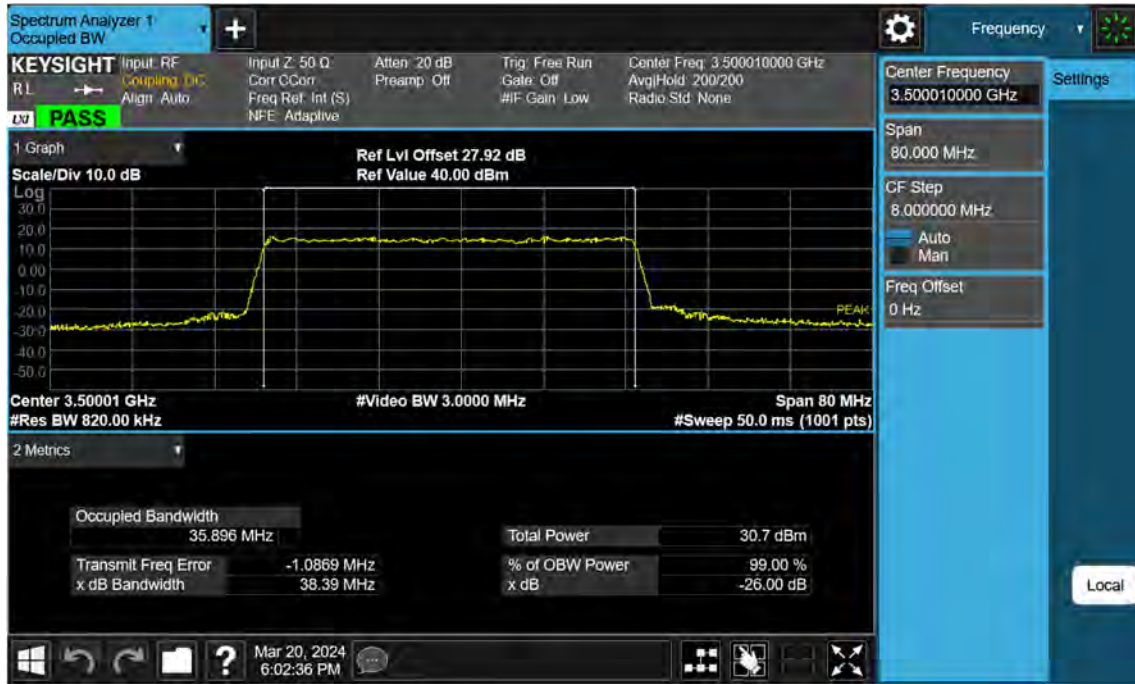 Spectrum Analyzer 1
Occupied BW
+
Frequency
KEYSIGHT
R L
LXI
PASS
Input: RF
Coupling: DC
Align: Auto
Input Z: 50 Ω
Corr CCorr
Freq Ref: Int (S)
NFE: Adaptive
Atten: 20 dB
Preamp: Off
Trig: Free Run
Gate: Off
#IF Gain: Low
Center Freq: 3.500010000 GHz
Avg|Hold: 200/200
Radio Std: None
Center Frequency
3.500010000 GHz
Settings
Span
80.000 MHz
CF Step
8.000000 MHz
Auto
Man
Freq Offset
0 Hz
1 Graph
Scale/Div 10.0 dB
Ref Lvl Offset 27.92 dB
Ref Value 40.00 dBm
Log
30.0
20.0
10.0
0.00
-10.0
-20.0
-30.0
-40.0
-50.0
PEAK
Center 3.50001 GHz
#Video BW 3.0000 MHz
Span 80 MHz
#Res BW 820.00 kHz
#Sweep 50.0 ms (1001 pts)
2 Metrics
Occupied Bandwidth
35.896 MHz
Total Power 30.7 dBm
Transmit Freq Error -1.0869 MHz
% of OBW Power 99.00 %
x dB Bandwidth 38.39 MHz
x dB -26.00 dB
Local
?
Mar 20, 2024
6:02:36 PM